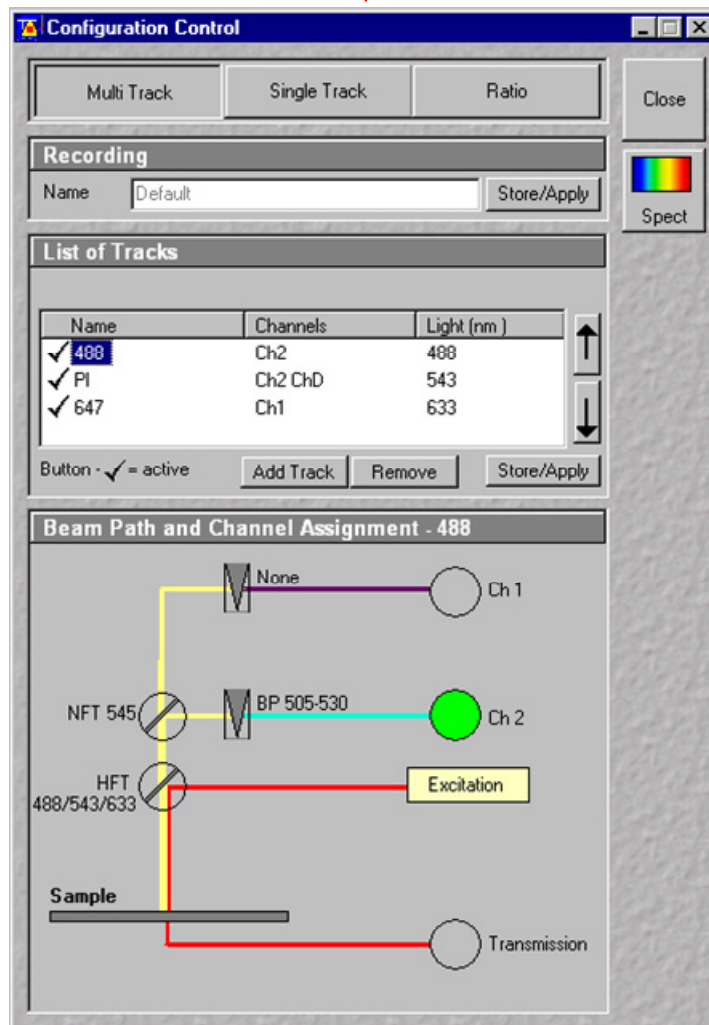 Configuration Control
Multi Track Single Track Ratio
Close
Recording
Name Default Store/Apply
Spect
List of Tracks
Name Channels Light (nm )
488 Ch2 488
PI Ch2 ChD 543
647 Ch1 633
Button - ✓ = active Add Track Remove Store/Apply
Beam Path and Channel Assignment - 488
None
Ch 1
BP 505-530
NFT 545
Ch 2
HFT
488/543/633
Excitation
Sample
Transmission